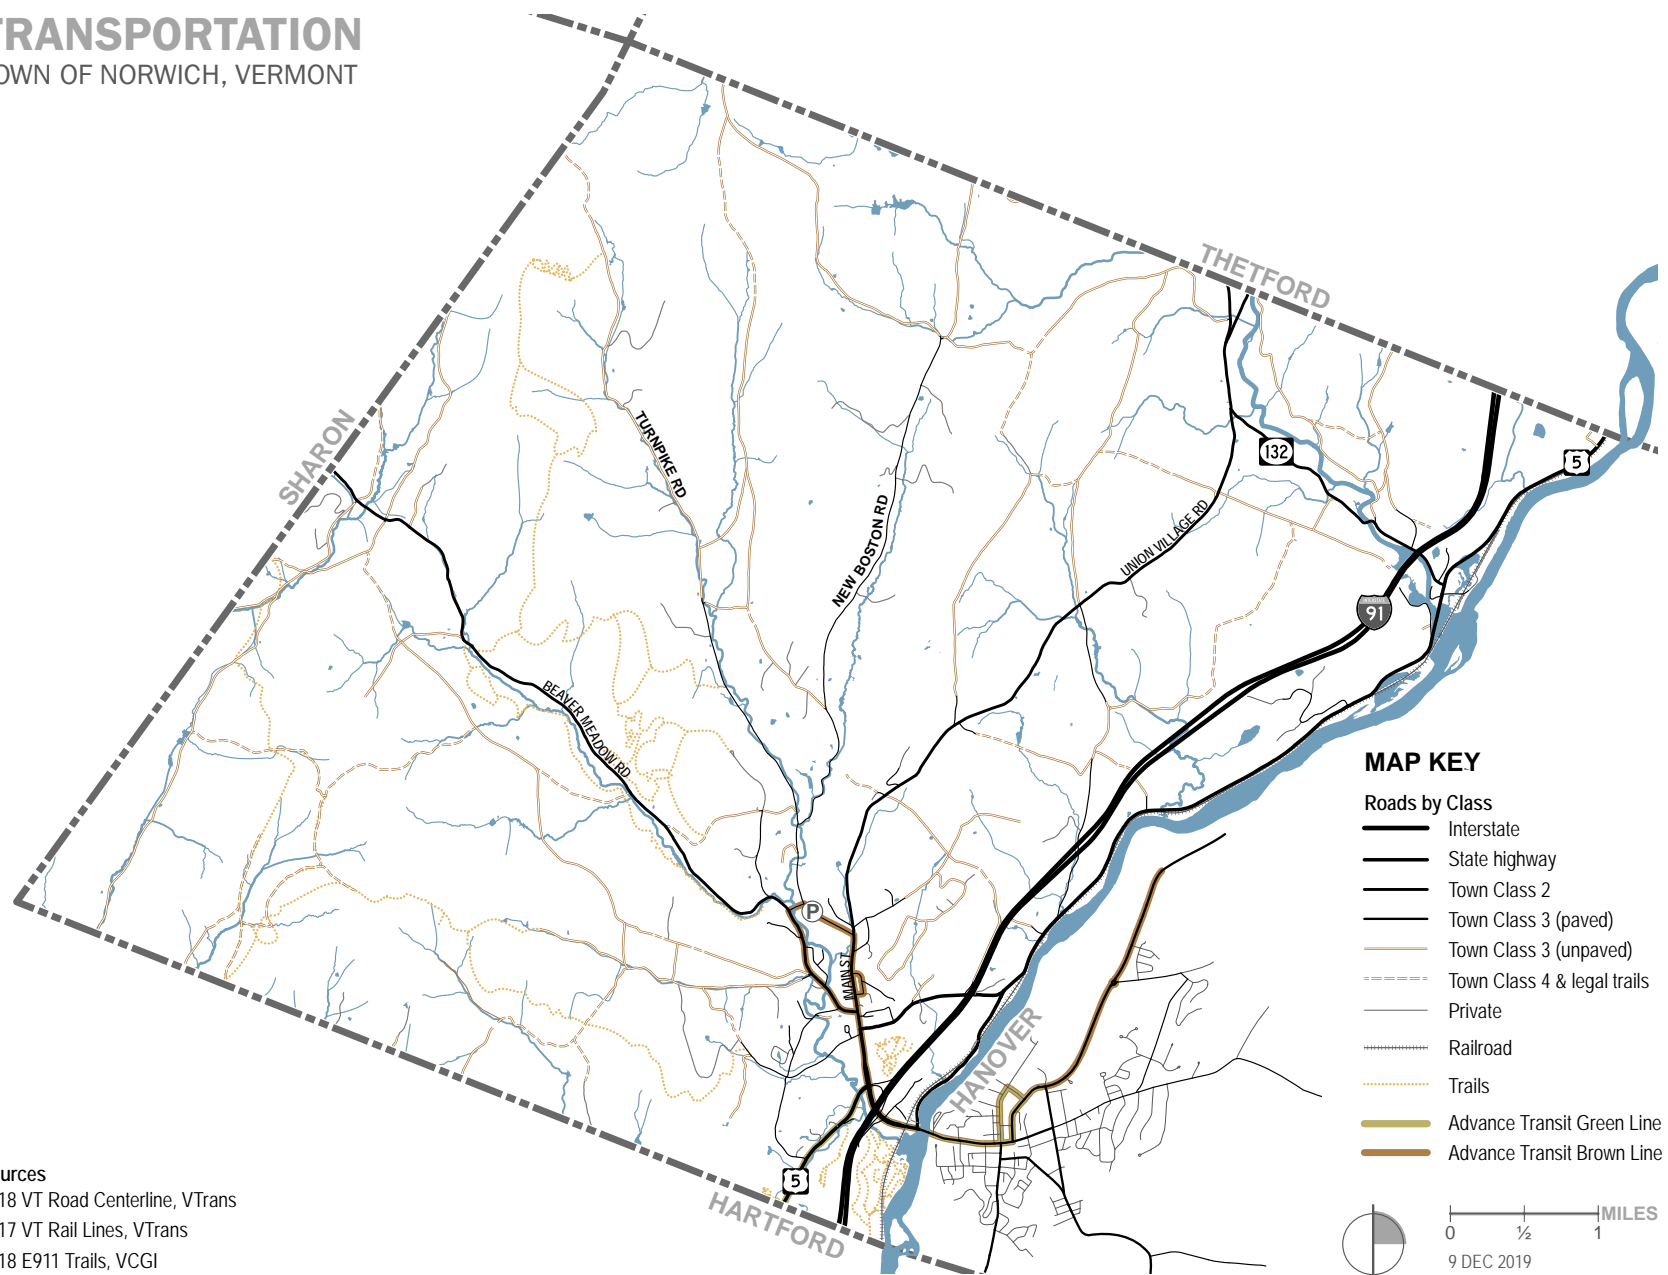 TRANSPORTATION
OWN OF NORWICH, VERMONT
THETFORD
SHARON
TURNPIKE RD
132
5
NEW BOSTON RD
UNION VILLAGE RD
91
BEAVER MEADOW RD
P
MAIN ST
HANOVER
5
HARTFORD
MAP KEY
Roads by Class
Interstate
State highway
Town Class 2
Town Class 3 (paved)
Town Class 3 (unpaved)
Town Class 4 & legal trails
Private
Railroad
Trails
Advance Transit Green Line
Advance Transit Brown Line
MILES
0 ½ 1
9 DEC 2019
urces
18 VT Road Centerline, VTrans
17 VT Rail Lines, VTrans
18 E911 Trails, VCGI